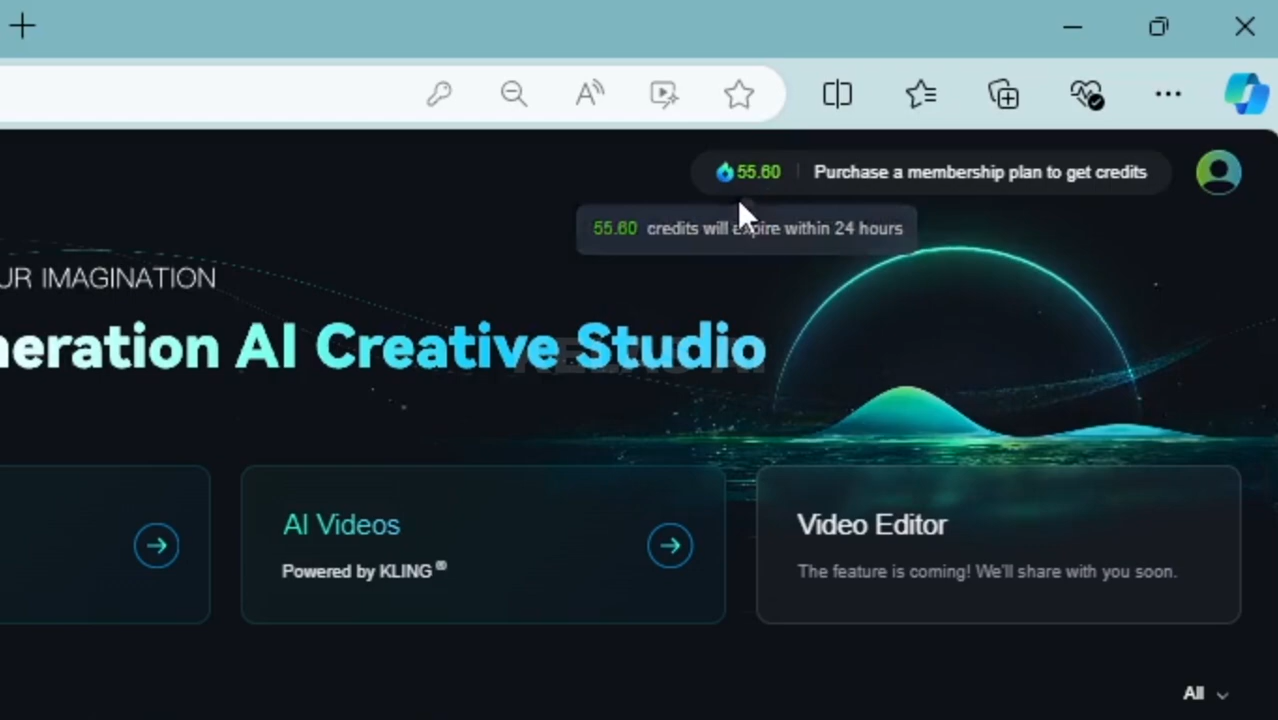 55.60 Purchase a membership plan to get credits
55.60 credits will expire within 24 hours
UR IMAGINATION
neration AI Creative Studio
AI Videos
Powered by KLING®
Video Editor
The feature is coming! We'll share with you soon.
All